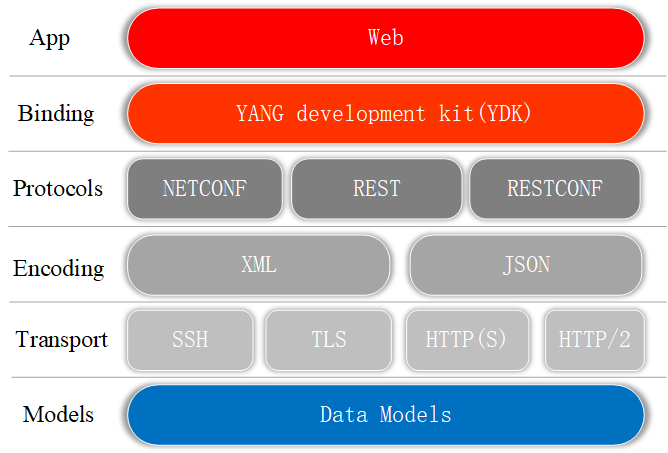 App
Web
Binding
YANG development kit(YDK)
Protocols
NETCONF
REST
RESTCONF
Encoding
XML
JSON
Transport
SSH
TLS
HTTP(S)
HTTP/2
Models
Data Models